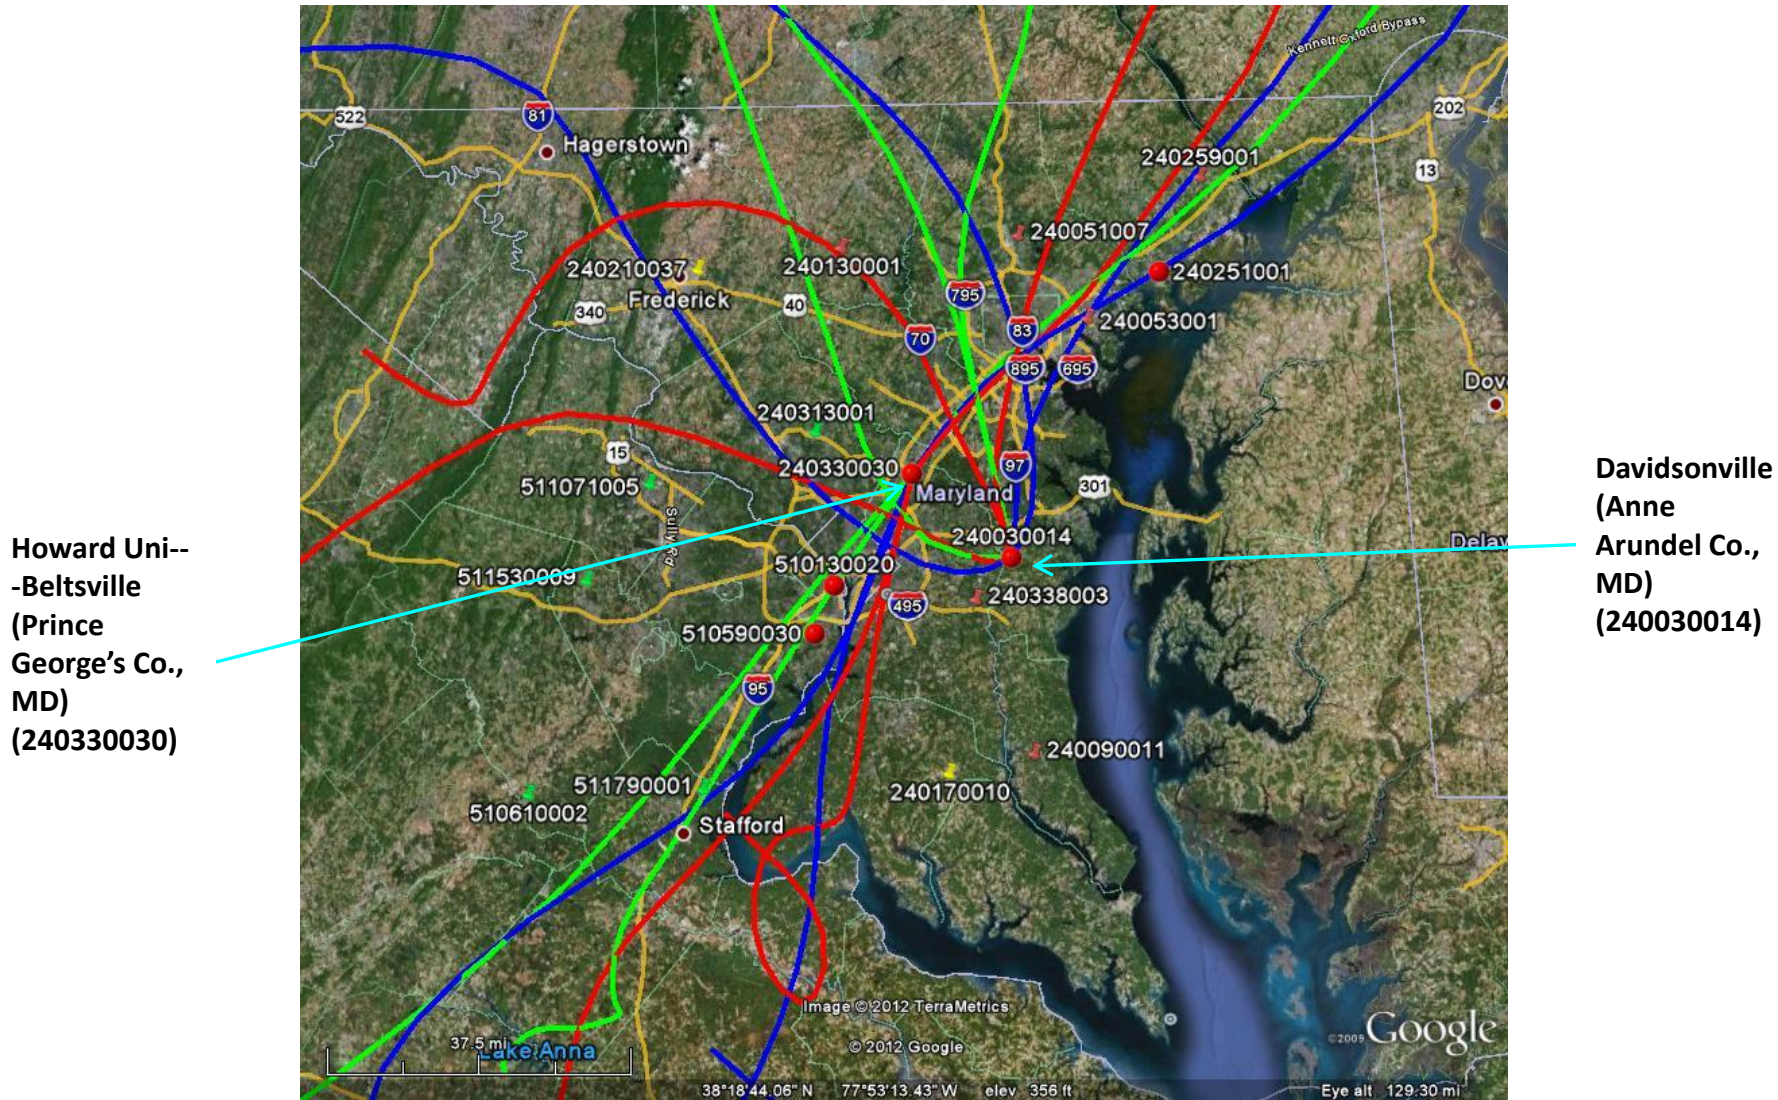 Kennett Oxford Bypass
522
81
202
Hagerstown
240259001
13
240051007
240210037
240130001
240251001
Frederick
795
340
40
240053001
83
70
895
695
Dov
240313001
15
240330030
97
Davidsonville
(Anne
Arundel Co.,
MD)
(240030014)
511071005
Maryland
301
Sully Rd
240030014
Delaw
Howard Uni--
-Beltsville
(Prince
George's Co.,
MD)
(240330030)
510130020
511530009
240338003
495
510590030
95
240090011
511790001
240170010
510610002
Stafford
Image © 2012 TerraMetrics
©2009 Google
37.5 mi
Lake Anna
© 2012 Google
38°18'44.06" N 77°53'13.43" W elev 356 ft
Eye alt 129.30 mi